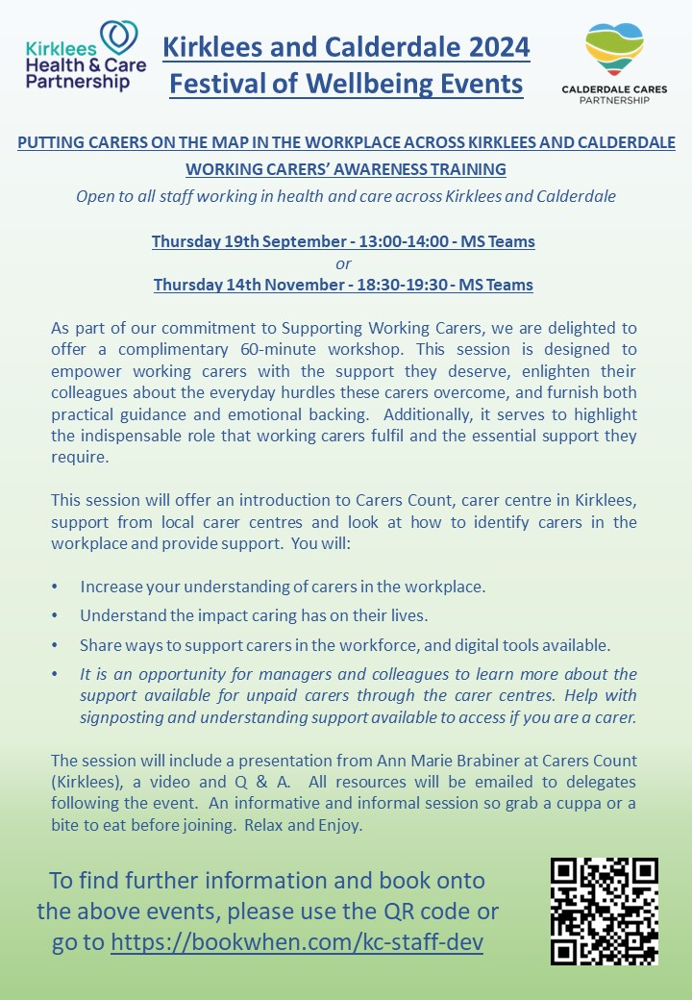 Kirklees
Health & Care
Partnership
Kirklees and Calderdale 2024
Festival of Wellbeing Events
CALDERDALE CARES
PARTNERSHIP
PUTTING CARERS ON THE MAP IN THE WORKPLACE ACROSS KIRKLEES AND CALDERDALE
WORKING CARERS' AWARENESS TRAINING
Open to all staff working in health and care across Kirklees and Calderdale
Thursday 19th September - 13:00-14:00 - MS Teams
or
Thursday 14th November - 18:30-19:30 - MS Teams
As part of our commitment to Supporting Working Carers, we are delighted to
offer a complimentary 60-minute workshop. This session is designed to
empower working carers with the support they deserve, enlighten their
colleagues about the everyday hurdles these carers overcome, and furnish both
practical guidance and emotional backing. Additionally, it serves to highlight
the indispensable role that working carers fulfil and the essential support they
require.
This session will offer an introduction to Carers Count, carer centre in Kirklees,
support from local carer centres and look at how to identify carers in the
workplace and provide support. You will:
• Increase your understanding of carers in the workplace.
• Understand the impact caring has on their lives.
• Share ways to support carers in the workforce, and digital tools available.
• It is an opportunity for managers and colleagues to learn more about the
support available for unpaid carers through the carer centres. Help with
signposting and understanding support available to access if you are a carer.
The session will include a presentation from Ann Marie Brabiner at Carers Count
(Kirklees), a video and Q & A. All resources will be emailed to delegates
following the event. An informative and informal session so grab a cuppa or a
bite to eat before joining. Relax and Enjoy.
To find further information and book onto
the above events, please use the QR code or
go to https://bookwhen.com/kc-staff-dev